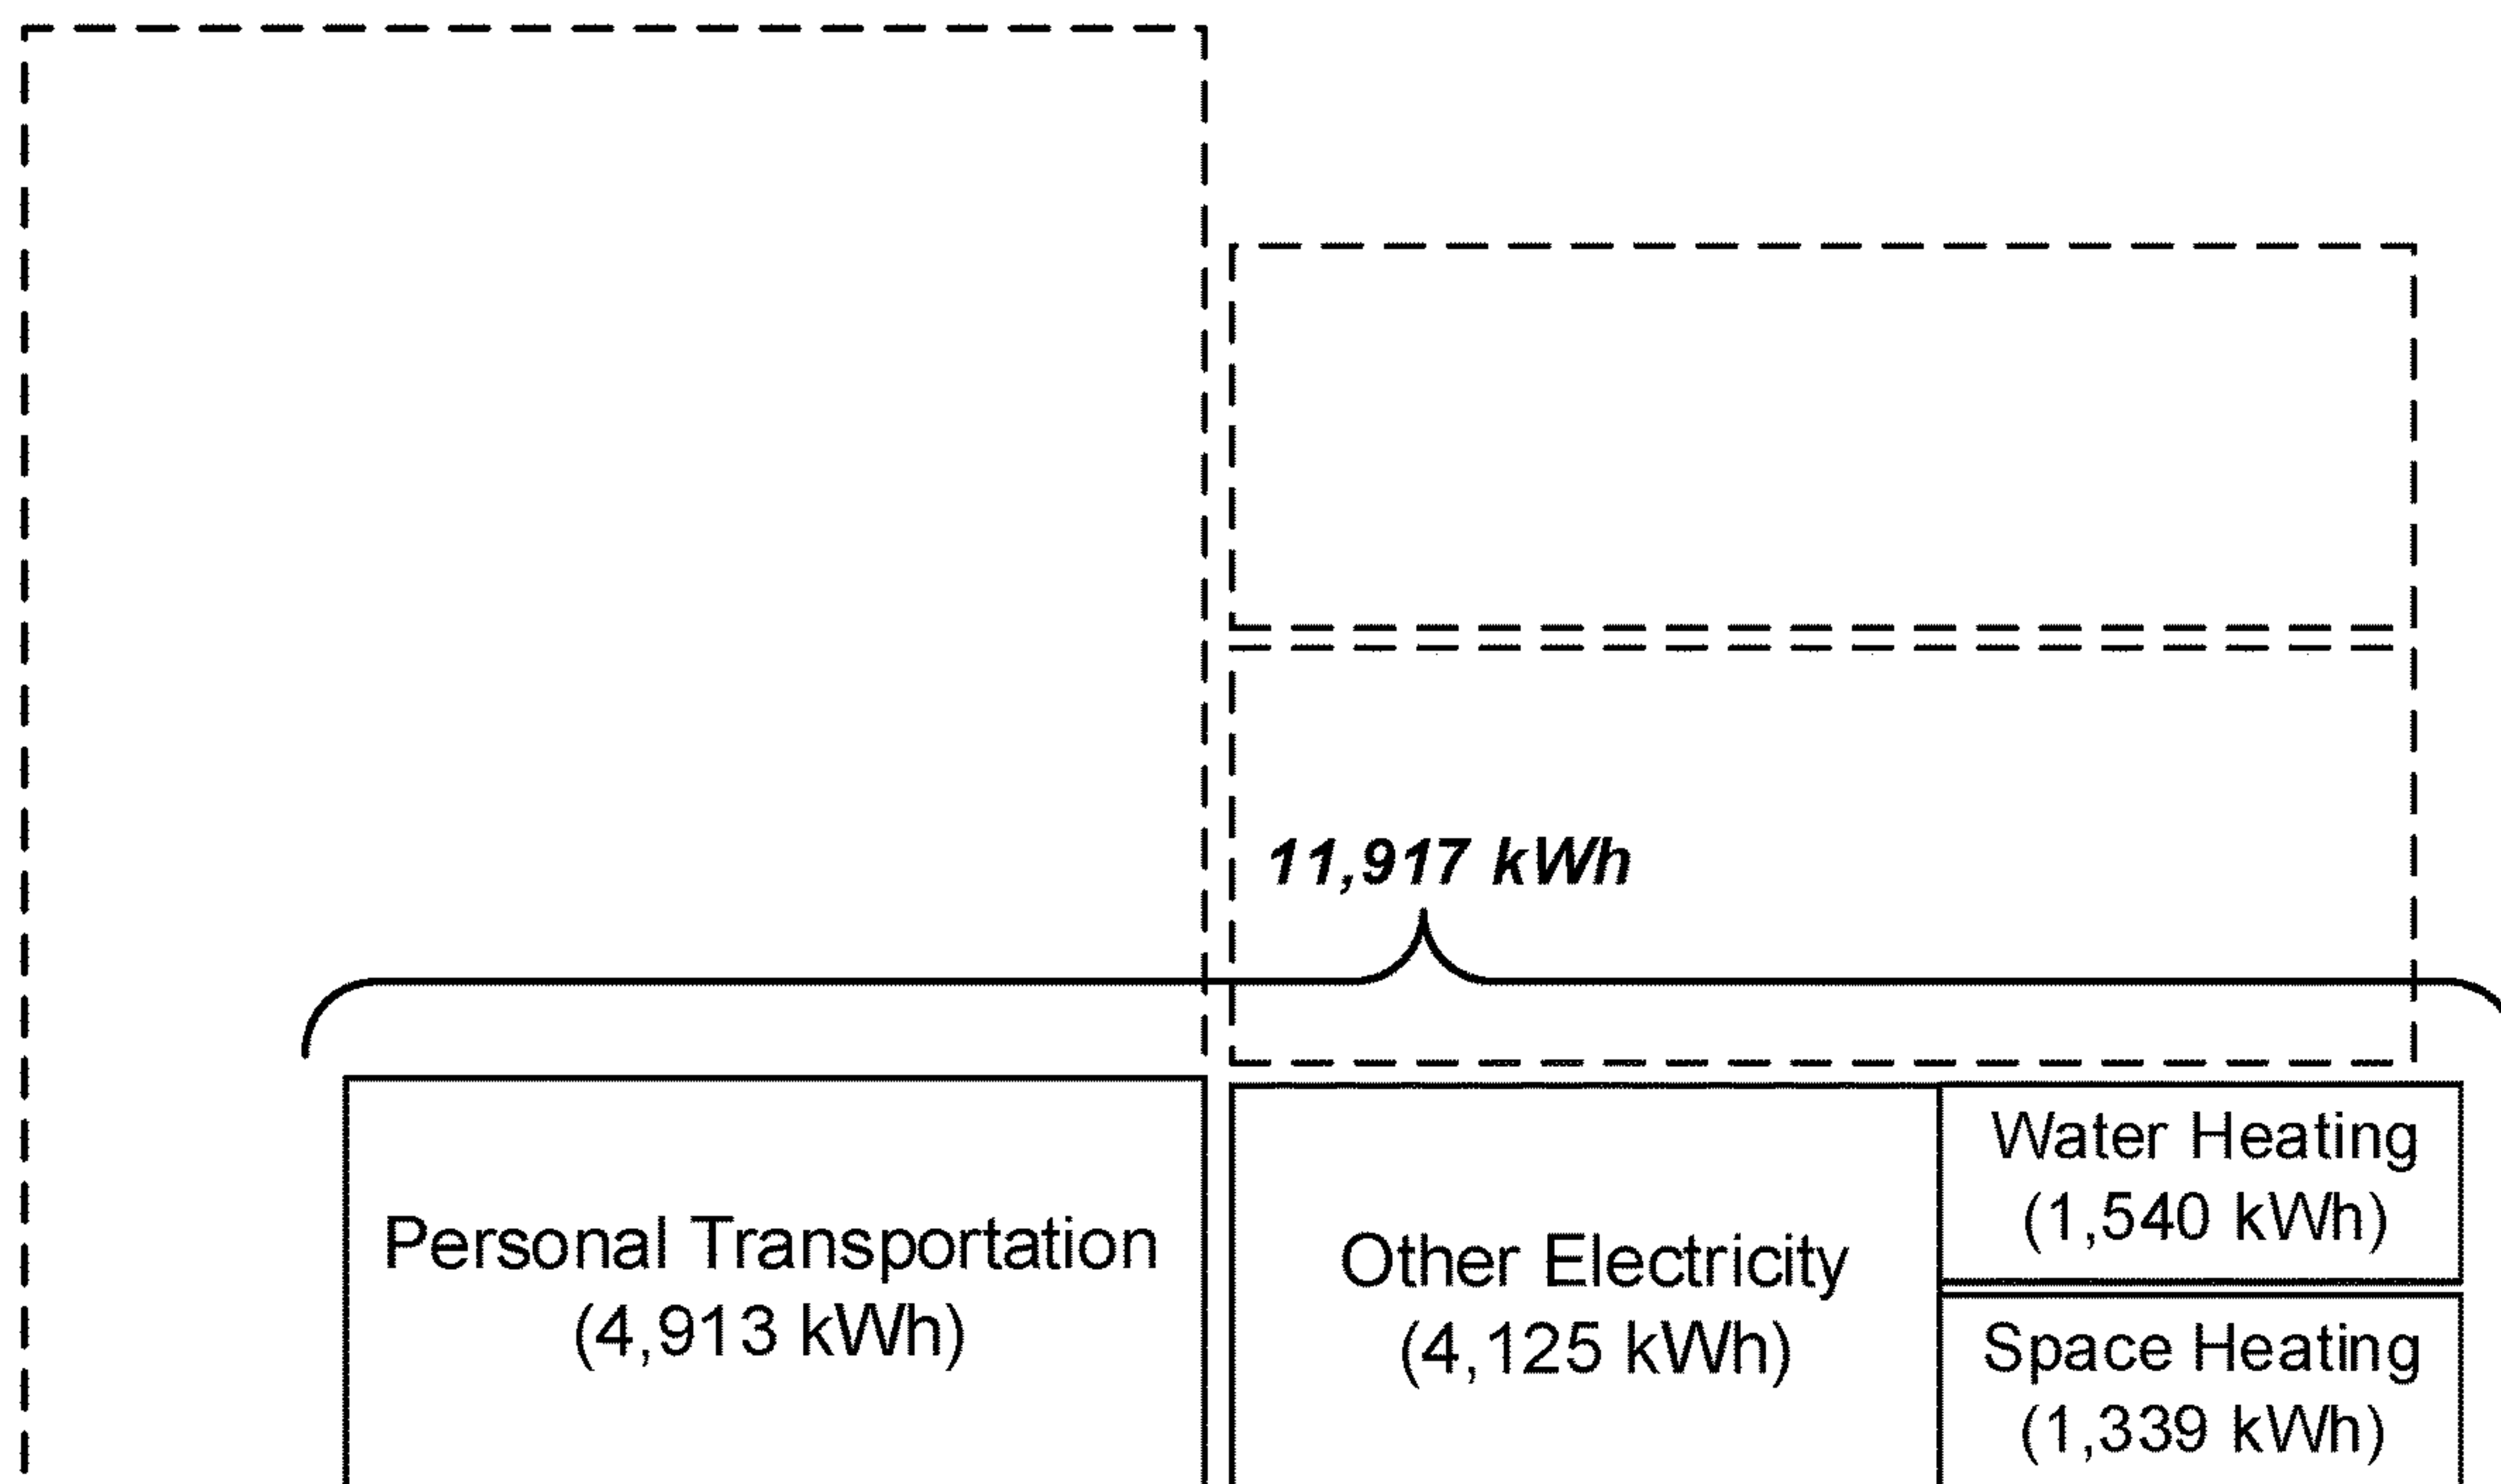 11,917 kWh
Personal Transportation
(4,913 kWh)
Other Electricity
(4,125 kWh)
Water Heating
(1,540 kWh)
Space Heating
(1,339 kWh)